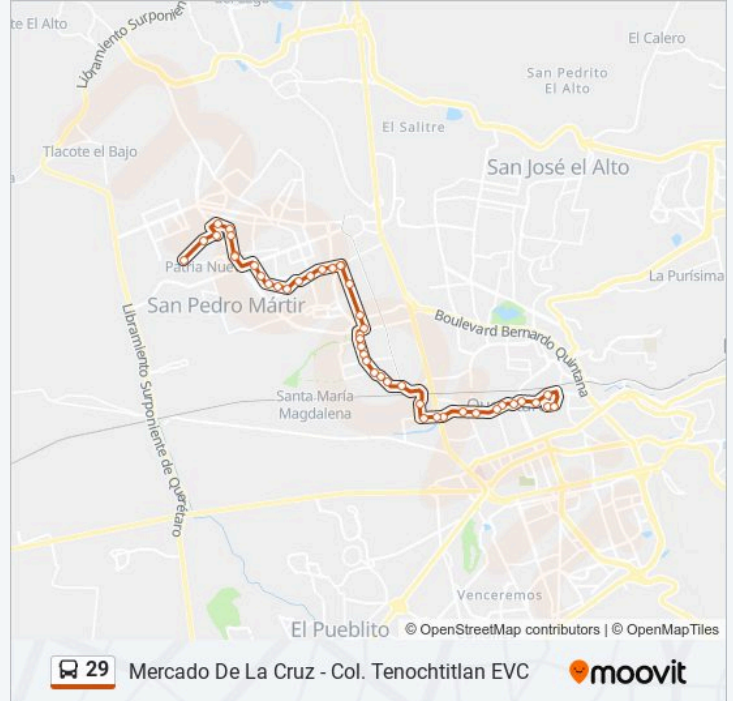 te El Alto
Libramiento Surponien
El Calero
San Pedrito
El Alto
El Salitre
Tlacote el Bajo
San José el Alto
Patria Nue
La Purísima
San Pedro Mártir
Boulevard Bernardo Quintana
Libramiento Surponiente de Querétaro
Santa María
Magdalena
Venceremos
El Pueblito
© OpenStreetMap contributors | © OpenMapTiles
29
Mercado De La Cruz - Col. Tenochtitlan EVC
moovit